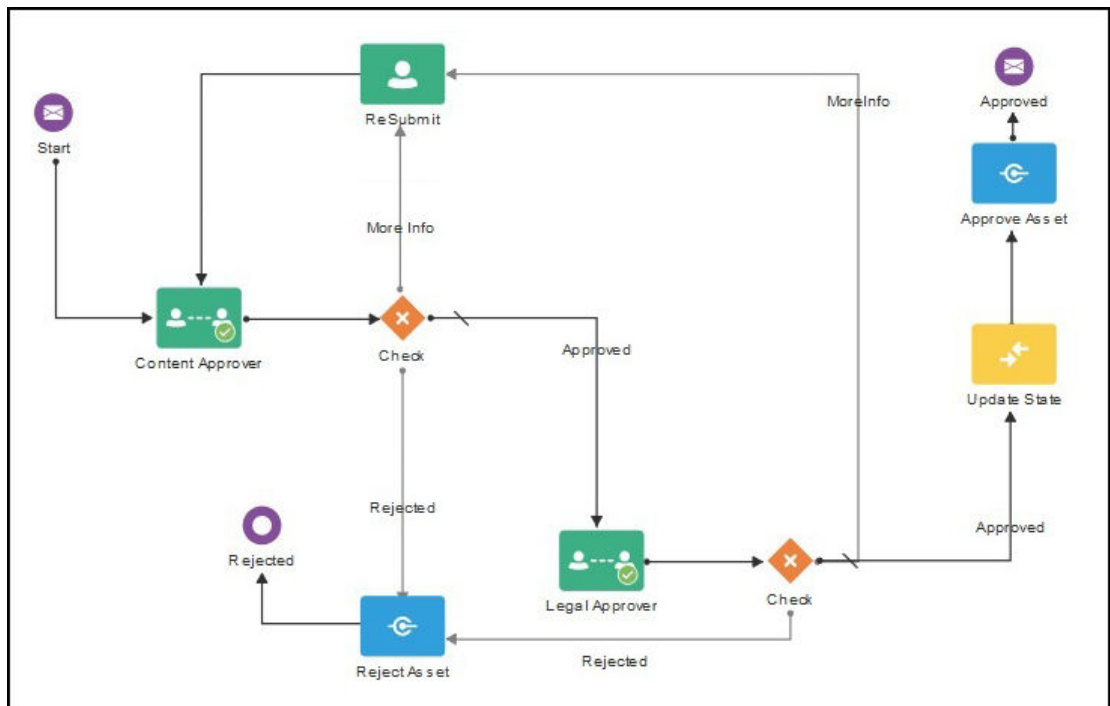 ReSubmit
MoreInfo
Approved
Start
Approve Asset
More Info
Content Approver
Check
Approved
Update State
Rejected
Approved
Rejected
Legal Approver
Check
Reject Asset
Rejected